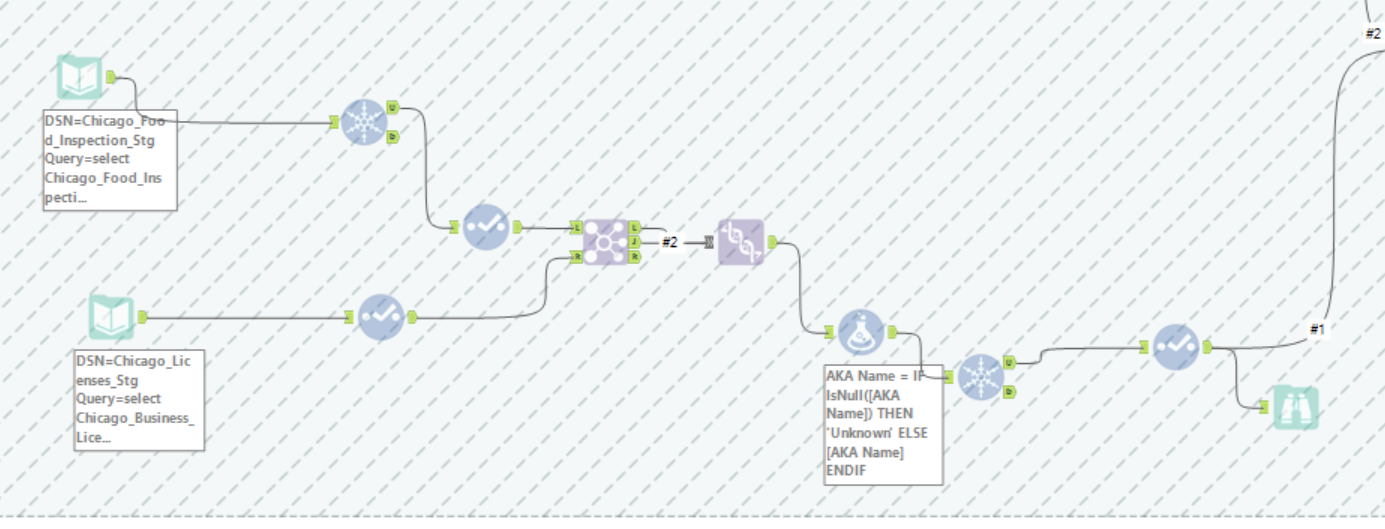 #2
DSN=Chicago_Foo
d_Inspection_Stg
Query=select
Chicago_Food_Ins
pecti...
U
D
L
R
L
J
R
#2
DSN=Chicago_Lic
enses_Stg
Query=select
Chicago_Business_
Lice...
AKA Name = IF
IsNull([AKA
Name]) THEN
'Unknown' ELSE
[AKA Name]
ENDIF
U
D
#1